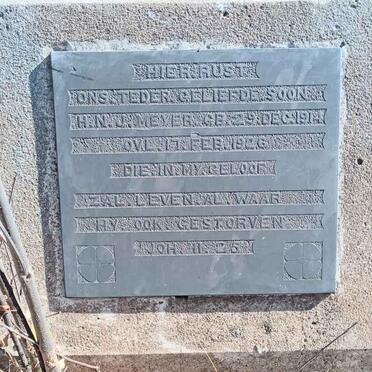 HIER RUST
ONS TEDER GELIEFDE SOON
H.N.J. MEYER GB. 29. DEC. 1911.
OVL. 17. FEB. 1926.
DIE IN MY GELOOF
ZAL LEVEN AL WAAR
HY OOK GESTORVEN
JOH. 11. 25.